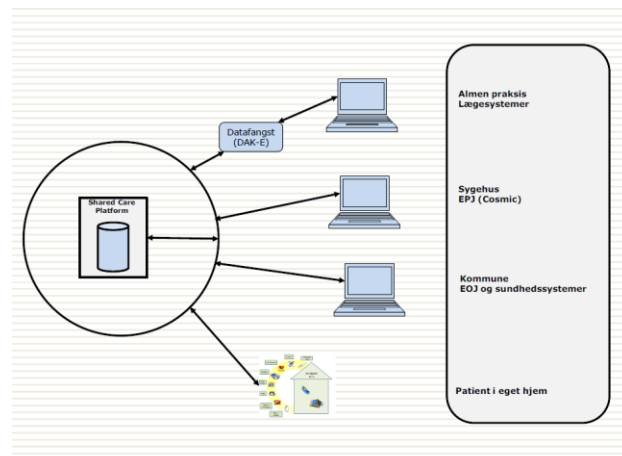 Almen praksis
Lægesystemer
Datafangst
(DAK-E)
Shared Care
Platform
Sygehus
EPJ (Cosmic)
Kommune
EOJ og sundhedssystemer
Patient i eget hjem